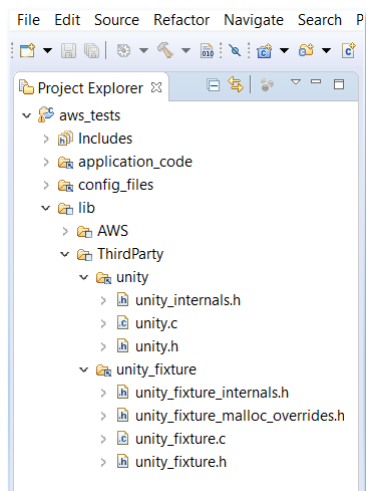 File Edit Source Refactor Navigate Search P
010
Project Explorer
aws_tests
Includes
application_code
config_files
lib
AWS
ThirdParty
unity
unity_internals.h
unity.c
unity.h
unity_fixture
unity_fixture_internals.h
unity_fixture_malloc_overrides.h
unity_fixture.c
unity_fixture.h